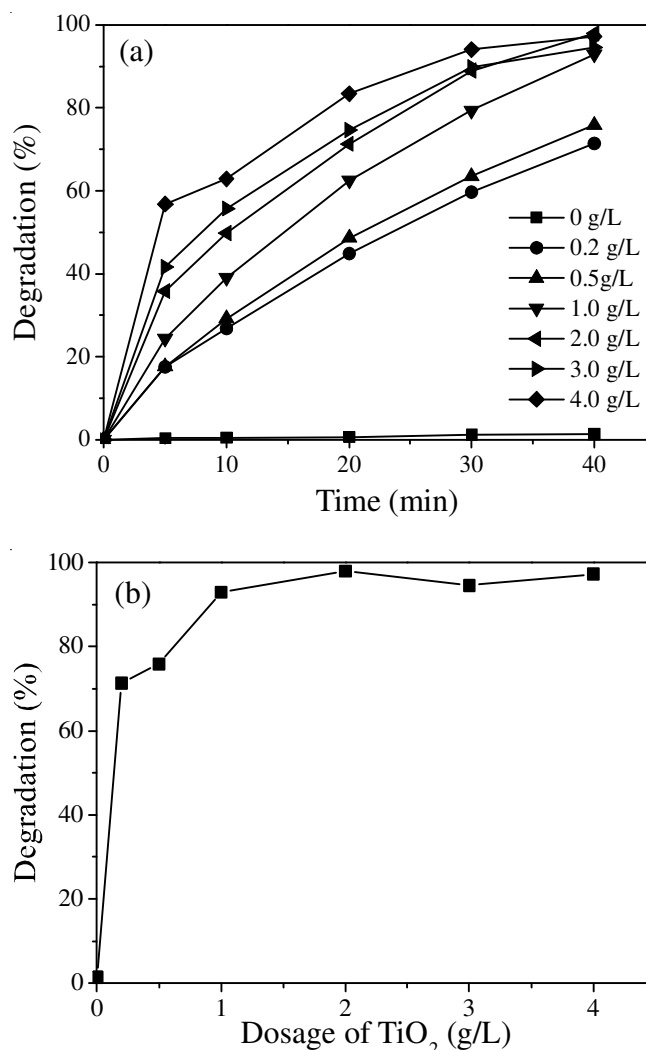 (a)
100
80
60
40
20
0
Degradation (%)
0 g/L
0.2 g/L
0.5g/L
1.0 g/L
2.0 g/L
3.0 g/L
4.0 g/L
0 10 20 30 40
Time (min)
(b)
100
80
60
40
20
0
Degradation (%)
0 1 2 3 4
Dosage of TiO₂ (g/L)